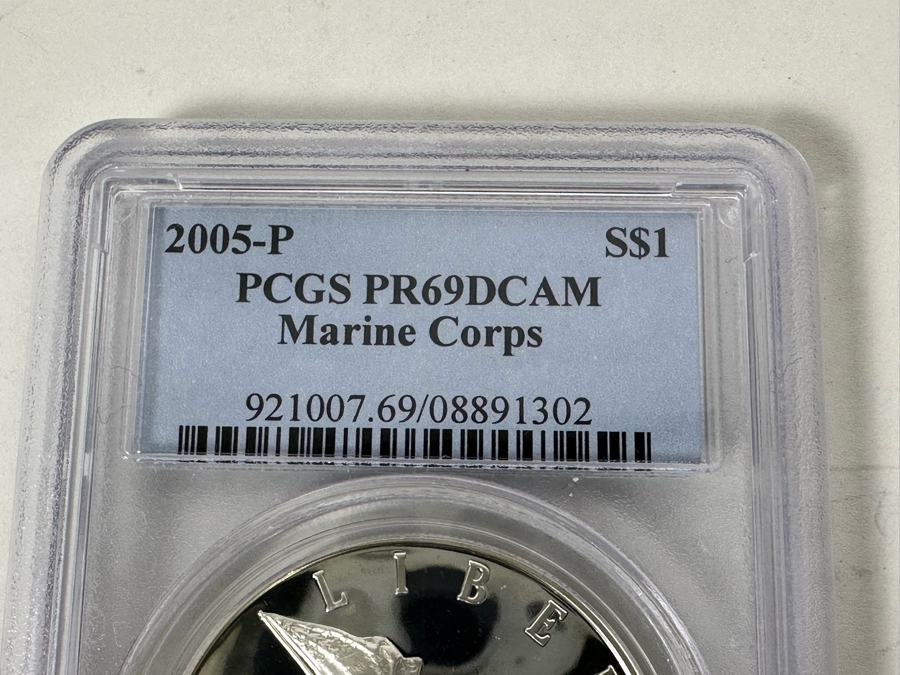 2005-P S$1
PCGS PR69DCAM
Marine Corps
921007.69/08891302
LIBE